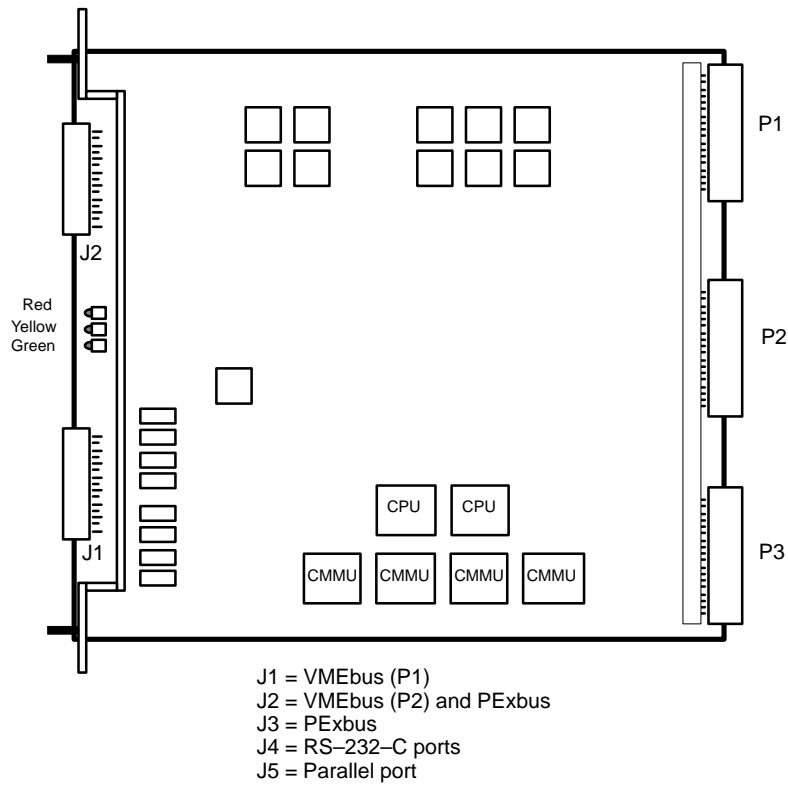 P1
J2
Red
Yellow
Green
P2
CPU CPU
J1
P3
CMMU CMMU CMMU CMMU
J1 = VMEbus (P1)
J2 = VMEbus (P2) and PExbus
J3 = PExbus
J4 = RS–232–C ports
J5 = Parallel port